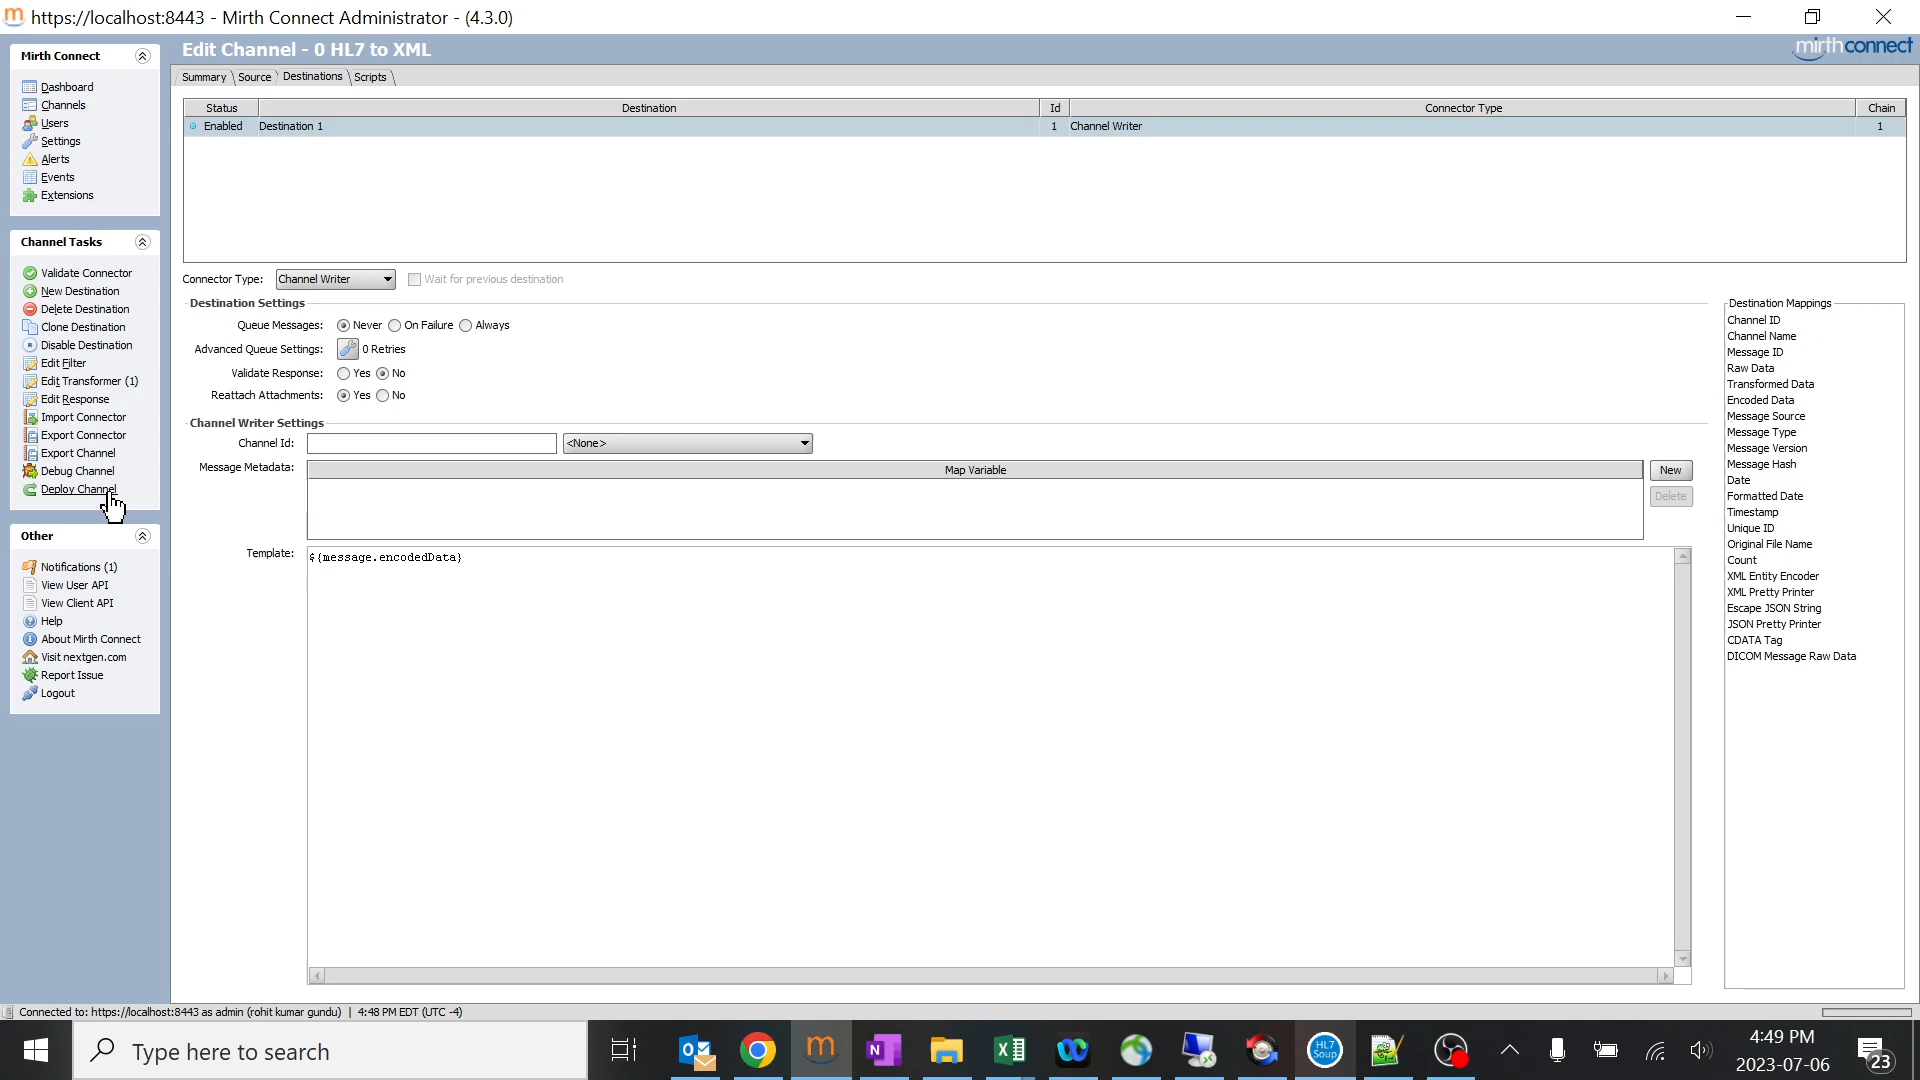 https://localhost:8443 - Mirth Connect Administrator - (4.3.0)
Mirth Connect
Dashboard
Channels
Users
Settings
Alerts
Events
Extensions
Channel Tasks
Validate Connector
New Destination
Delete Destination
Clone Destination
Disable Destination
Edit Filter
Edit Transformer (1)
Edit Response
Import Connector
Export Connector
Export Channel
Debug Channel
Deploy Channel
Other
Notifications (1)
View User API
View Client API
Help
About Mirth Connect
Visit nextgen.com
Report Issue
Logout
Edit Channel - 0 HL7 to XML
mirthconnect
Summary Source Destinations Scripts
Status Destination Id Connector Type Chain
Enabled Destination 1 1 Channel Writer 1
Connector Type: Channel Writer Wait for previous destination
Destination Settings
Queue Messages: Never On Failure Always
Advanced Queue Settings: 0 Retries
Validate Response: Yes No
Reattach Attachments: Yes No
Channel Writer Settings
Channel Id: <None>
Message Metadata: Map Variable New
Delete
Template: ${message.encodedData}
Destination Mappings
Channel ID
Channel Name
Message ID
Raw Data
Transformed Data
Encoded Data
Message Source
Message Type
Message Version
Message Hash
Date
Formatted Date
Timestamp
Unique ID
Original File Name
Count
XML Entity Encoder
XML Pretty Printer
Escape JSON String
JSON Pretty Printer
CDATA Tag
DICOM Message Raw Data
Connected to: https://localhost:8443 as admin (rohit kumar gundu) | 4:48 PM EDT (UTC -4)
Type here to search
HL7
Soup
4:49 PM
2023-07-06
23